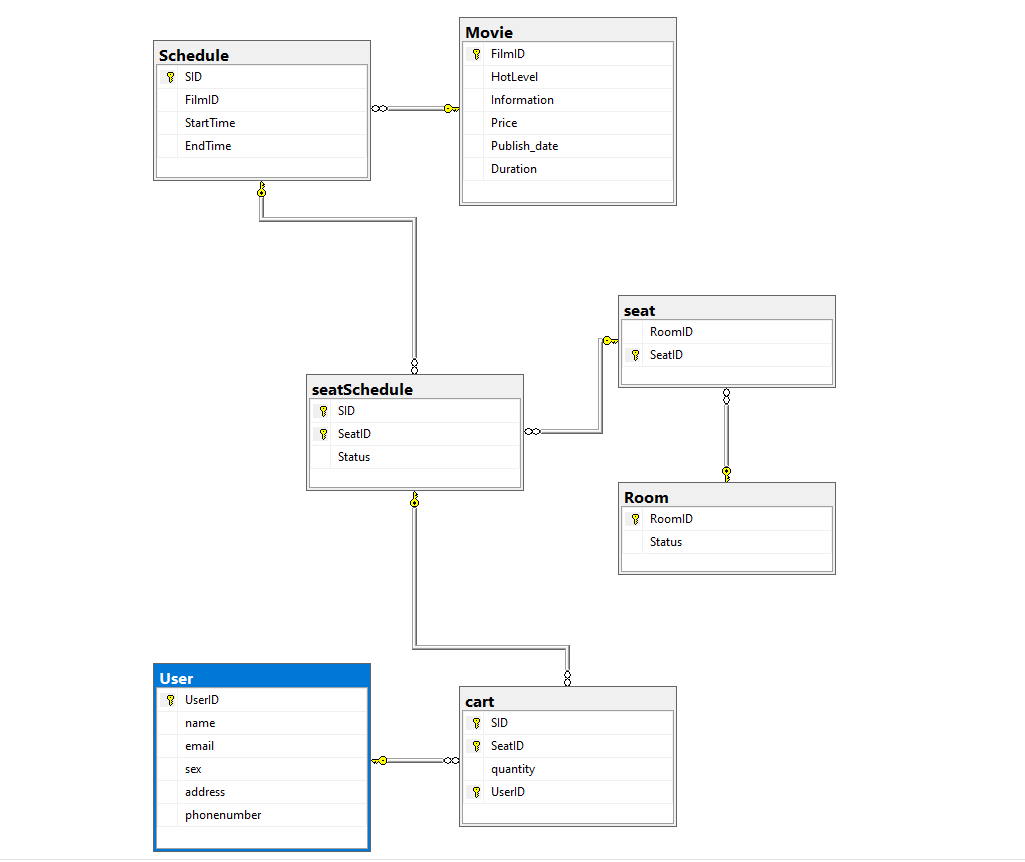 Schedule
SID
FilmID
StartTime
EndTime
Movie
FilmID
HotLevel
Information
Price
Publish_date
Duration
seat
RoomID
SeatID
seatSchedule
SID
SeatID
Status
Room
RoomID
Status
User
UserID
name
email
sex
address
phonenumber
cart
SID
SeatID
quantity
UserID